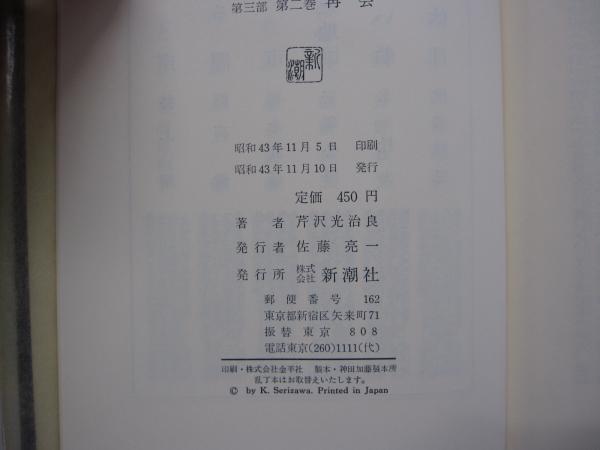 第三部 第二巻 再会
新潮
昭和43年11月5日 印刷
昭和43年11月10日 発行
定価 450円
著者 芹沢光治良
発行者 佐藤亮一
発行所 株式会社 新潮社
郵便番号 162
東京都新宿区矢来町71
振替 東京 808
電話東京(260)1111(代)
印刷・株式会社金羊社 製本・神田加藤製本所
乱丁本はお取替えいたします。
© by K. Serizawa. Printed in Japan